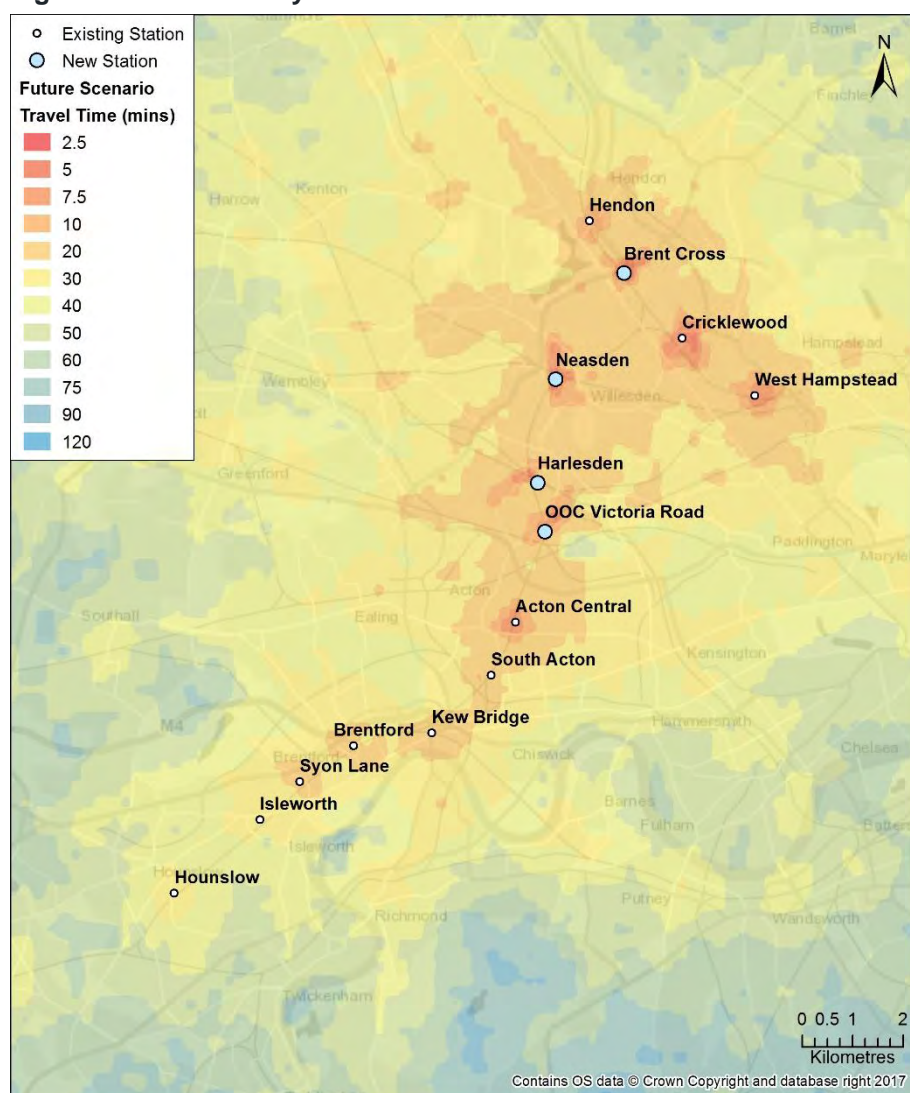 Existing Station
New Station
Future Scenario
Travel Time (mins)
2.5
5
7.5
10
20
30
40
50
60
75
90
120
N
Barnet
Finchley
Harrow
Kenton
Hendon
Hendon
Brent Cross
Cricklewood
Hampstead
Neasden
West Hampstead
Wembley
Willesden
Harlesden
Greenford
OOC Victoria Road
Paddington
Acton
Acton Central
Southall
Ealing
South Acton
Kensington
Kew Bridge
Hammersmith
M4
Brentford
Brentford
Chiswick
Chelsea
Syon Lane
Isleworth
Barnes
Fulham
Isleworth
Hounslow
Putney
Richmond
Wandsworth
Twickenham
0 0.5 1 2
Kilometres
Contains OS data © Crown Copyright and database right 2017